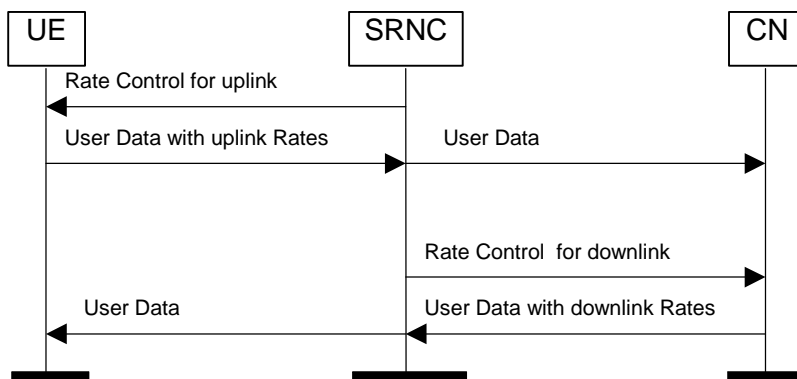 UE
SRNC
CN
Rate Control for uplink
User Data with uplink Rates
User Data
Rate Control for downlink
User Data
User Data with downlink Rates